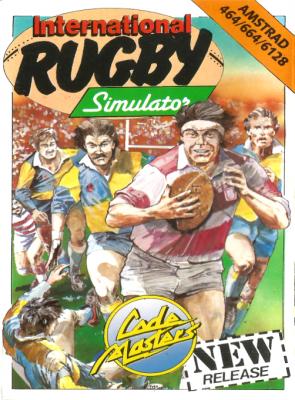 International
RUGBY
Simulator
AMSTRAD
464/664/6128
Code
Masters
NEW
RELEASE